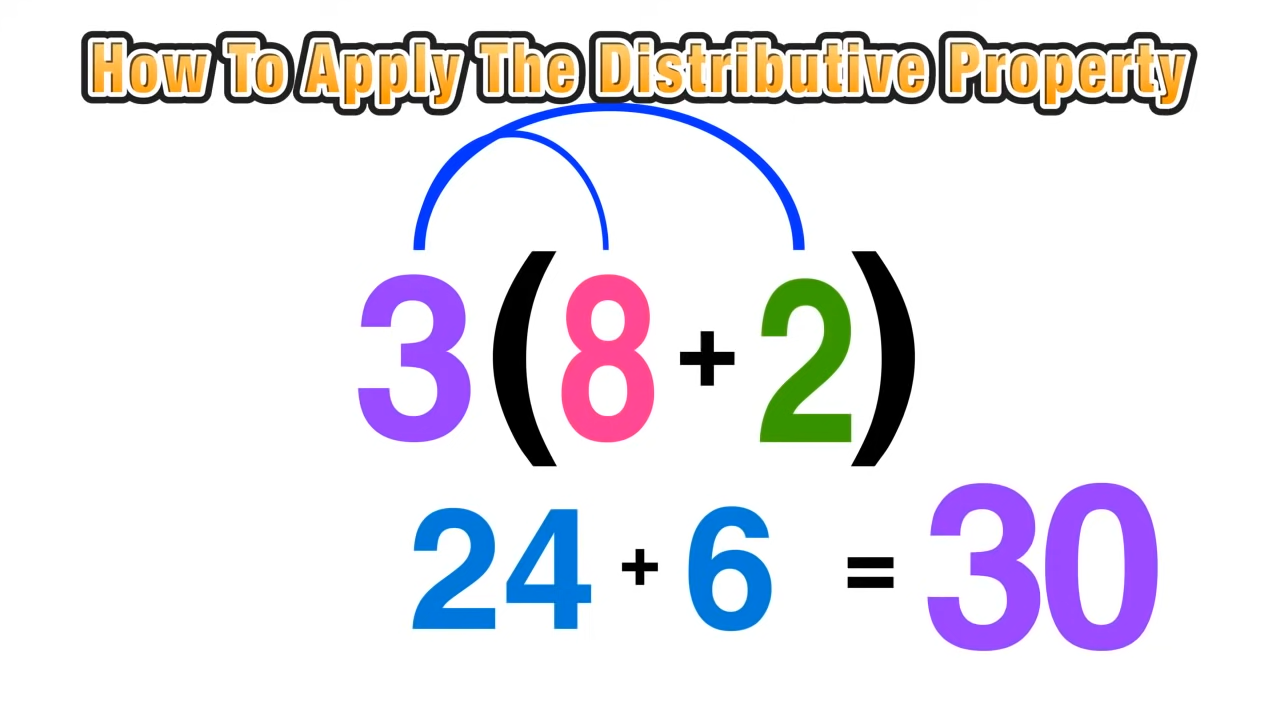 How To Apply The Distributive Property
3(8+2)
24 + 6 = 30